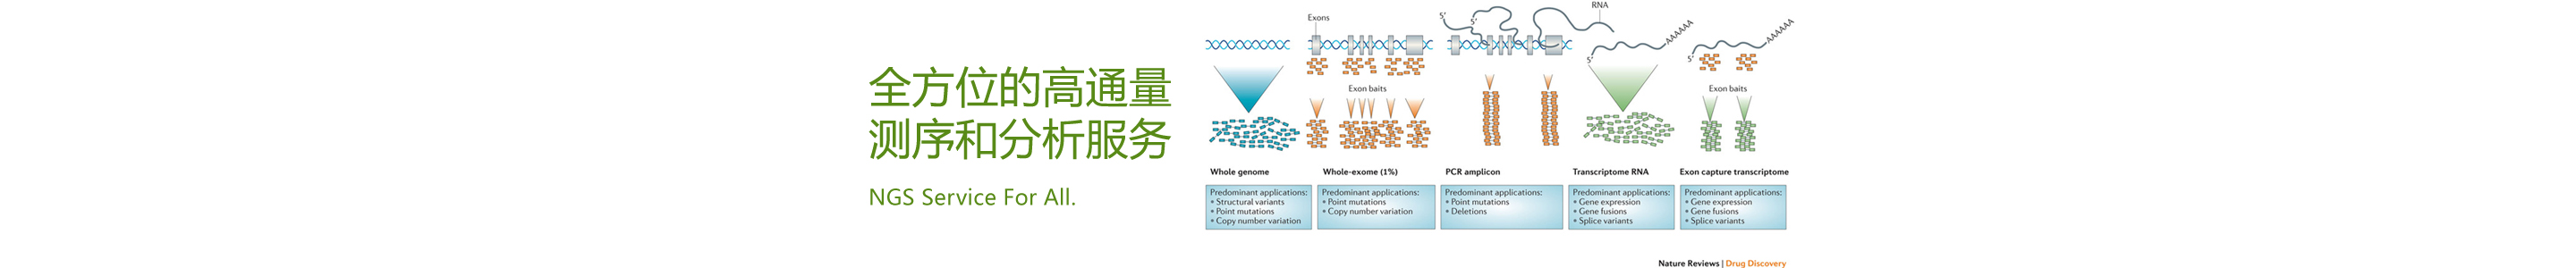 全方位的高通量
测序和分析服务
NGS Service For All.
Exons
5'
5'
RNA
AAAAA
5'
AAAAA
5'
Exon baits
Exon baits
Whole genome
Predominant applications:
• Structural variants
• Point mutations
• Copy number variation
Whole-exome (1%)
Predominant applications:
• Point mutations
• Copy number variation
PCR amplicon
Predominant applications:
• Point mutations
• Deletions
Transcriptome RNA
Predominant applications:
• Gene expression
• Gene fusions
• Splice variants
Exon capture transcriptome
Predominant applications:
• Gene expression
• Gene fusions
• Splice variants
Nature Reviews | Drug Discovery